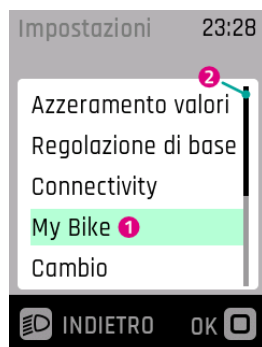 Impostazioni 23:28
2
Azzeramento valori
Regolazione di base
Connectivity
My Bike 1
Cambio
INDIETRO OK